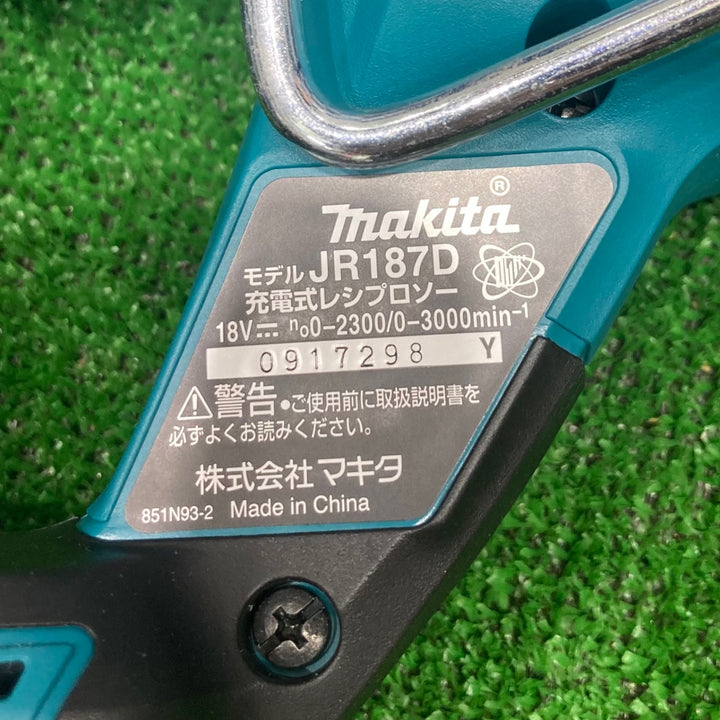 makita®
モデル JR187D
充電式レシプロソー
18V⎓ n₀0-2300/0-3000min⁻¹
0917298 Y
⚠警告 ●ご使用前に取扱説明書を
必ずよくお読みください。
株式会社 マキタ
851N93-2 Made in China